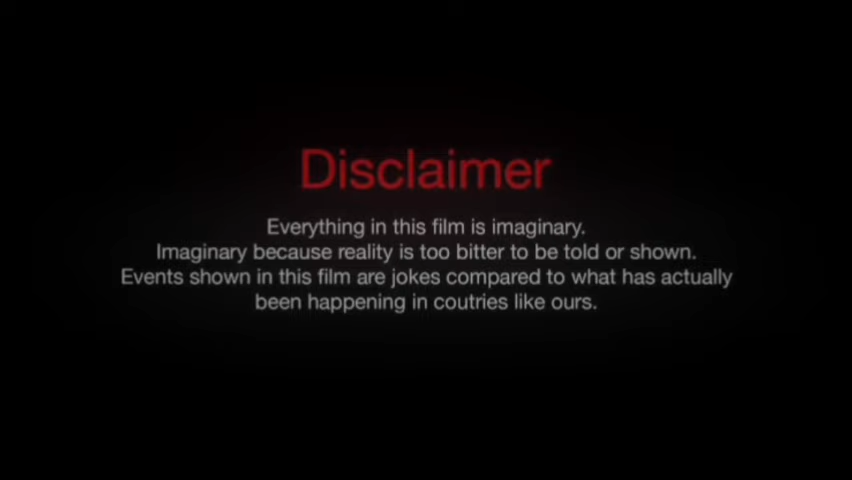 Disclaimer
Everything in this film is imaginary.
Imaginary because reality is too bitter to be told or shown.
Events shown in this film are jokes compared to what has actually
been happening in coutries like ours.